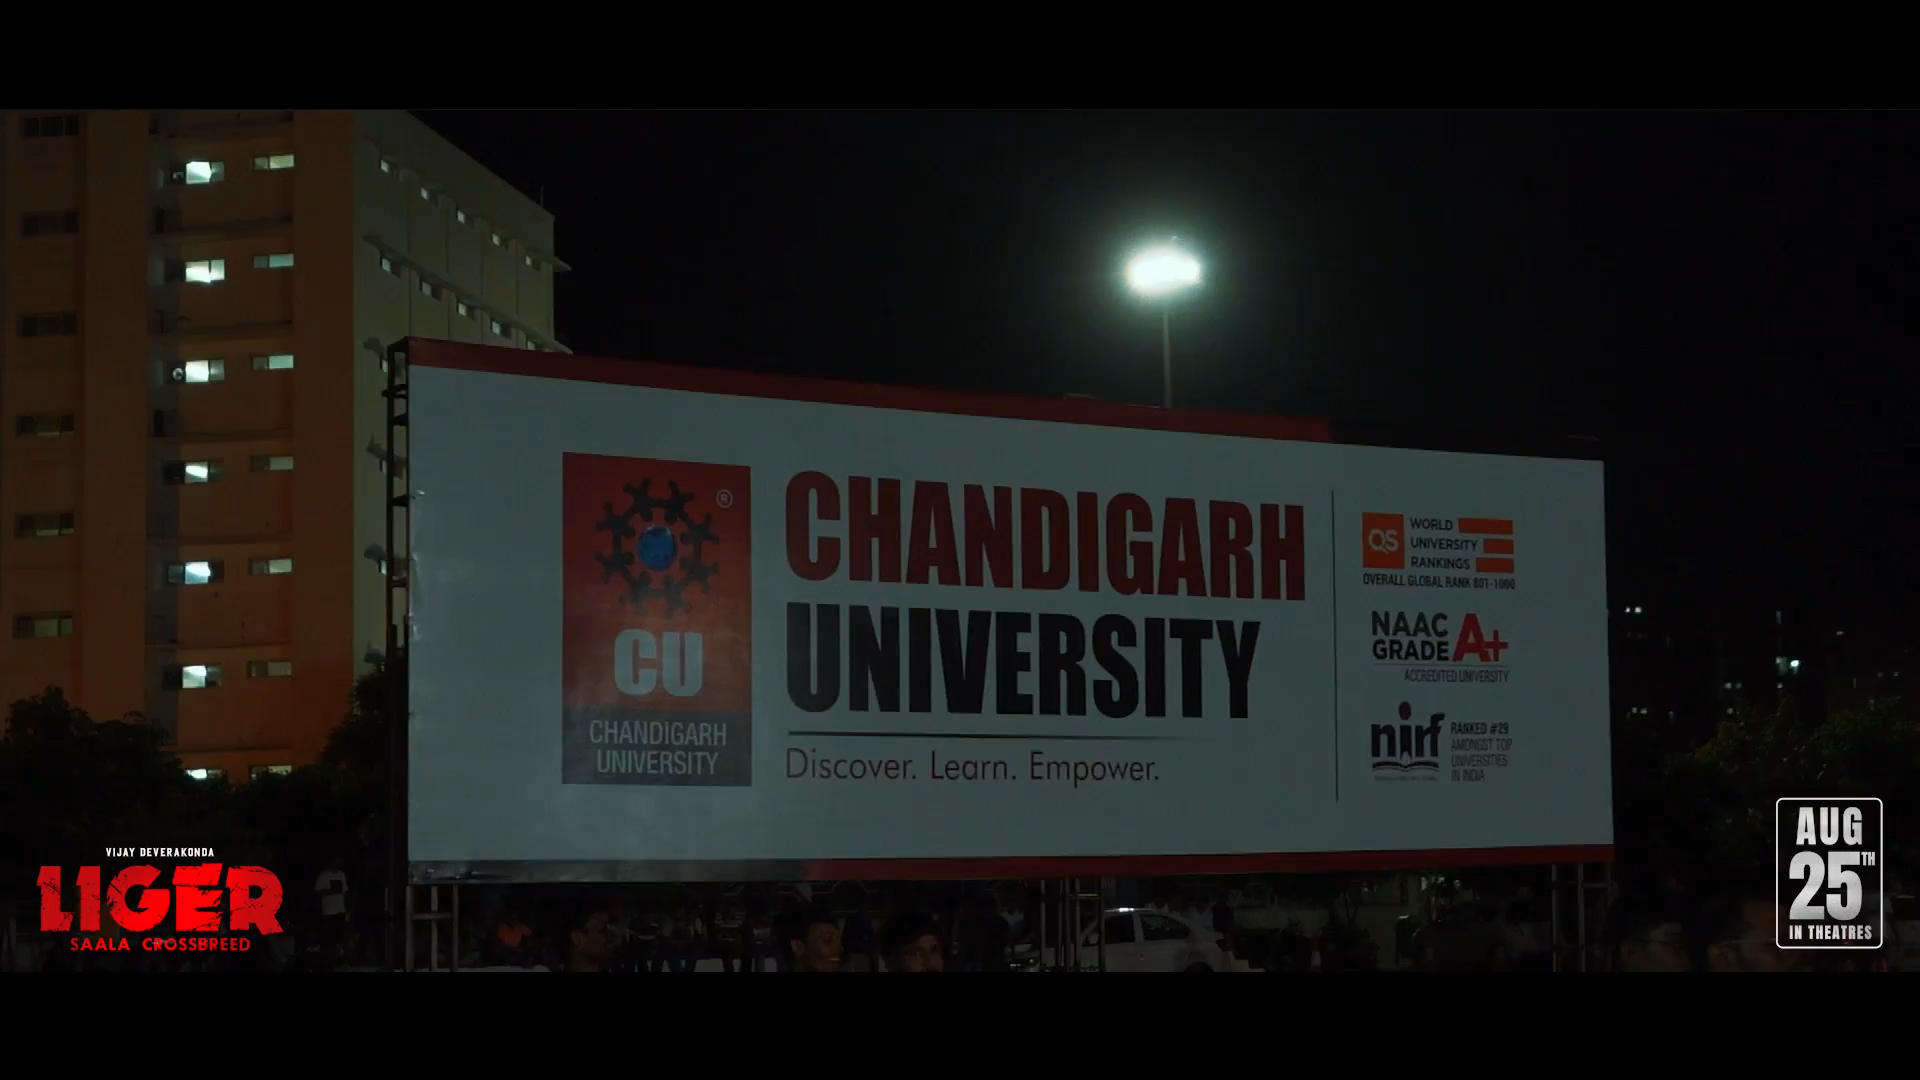 ®
CU
CHANDIGARH
UNIVERSITY
CHANDIGARH
UNIVERSITY
Discover. Learn. Empower.
QS
WORLD
UNIVERSITY
RANKINGS
OVERALL GLOBAL RANK 801-1000
NAAC
GRADE A+
ACCREDITED UNIVERSITY
nirf
RANKED #29
AMONGST TOP
UNIVERSITIES
IN INDIA
VIJAY DEVERAKONDA
LIGER
SAALA CROSSBREED
AUG
25TH
IN THEATRES